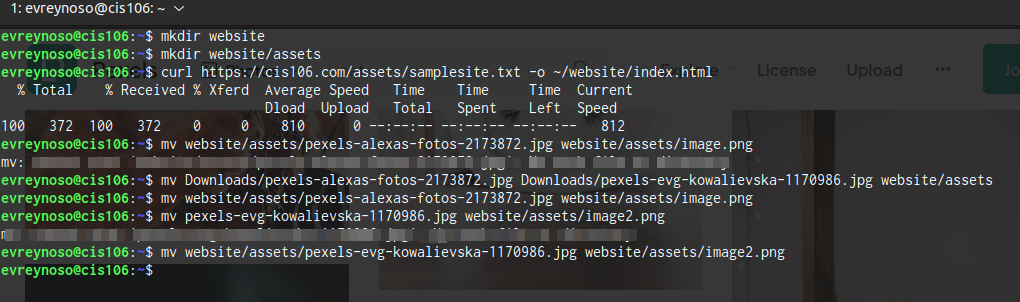 1: evreynoso@cis106: ~
evreynoso@cis106:~$ mkdir website
evreynoso@cis106:~$ mkdir website/assets
evreynoso@cis106:~$ curl https://cis106.com/assets/samplesite.txt -o ~/website/index.html
License Upload ···
% Total % Received % Xferd Average Speed Time Time Time Current
Dload Upload Total Spent Left Speed
100 372 100 372 0 0 810 0 --:--:-- --:--:-- --:--:-- 812
evreynoso@cis106:~$ mv website/assets/pexels-alexas-fotos-2173872.jpg website/assets/image.png
mv:
evreynoso@cis106:~$ mv Downloads/pexels-alexas-fotos-2173872.jpg Downloads/pexels-evg-kowalievska-1170986.jpg website/assets
evreynoso@cis106:~$ mv website/assets/pexels-alexas-fotos-2173872.jpg website/assets/image.png
evreynoso@cis106:~$ mv pexels-evg-kowalievska-1170986.jpg website/assets/image2.png
evreynoso@cis106:~$ mv website/assets/pexels-evg-kowalievska-1170986.jpg website/assets/image2.png
evreynoso@cis106:~$